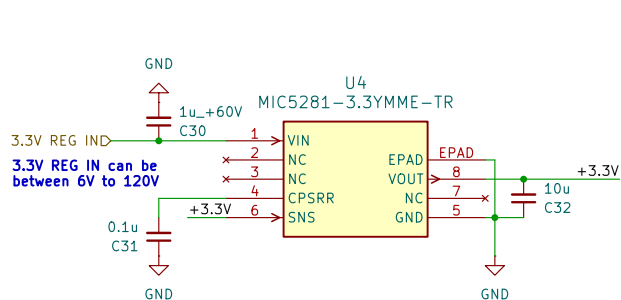 GND
U4
MIC5281-3.3YMME-TR
1u_+60V
C30
3.3V REG IN
3.3V REG IN can be
between 6V to 120V
1 VIN
2 NC
3 NC
4 CPSRR
6 SNS
+3.3V
EPAD EPAD
VOUT 8
NC 7
GND 5
+3.3V
10u
C32
0.1u
C31
GND
GND